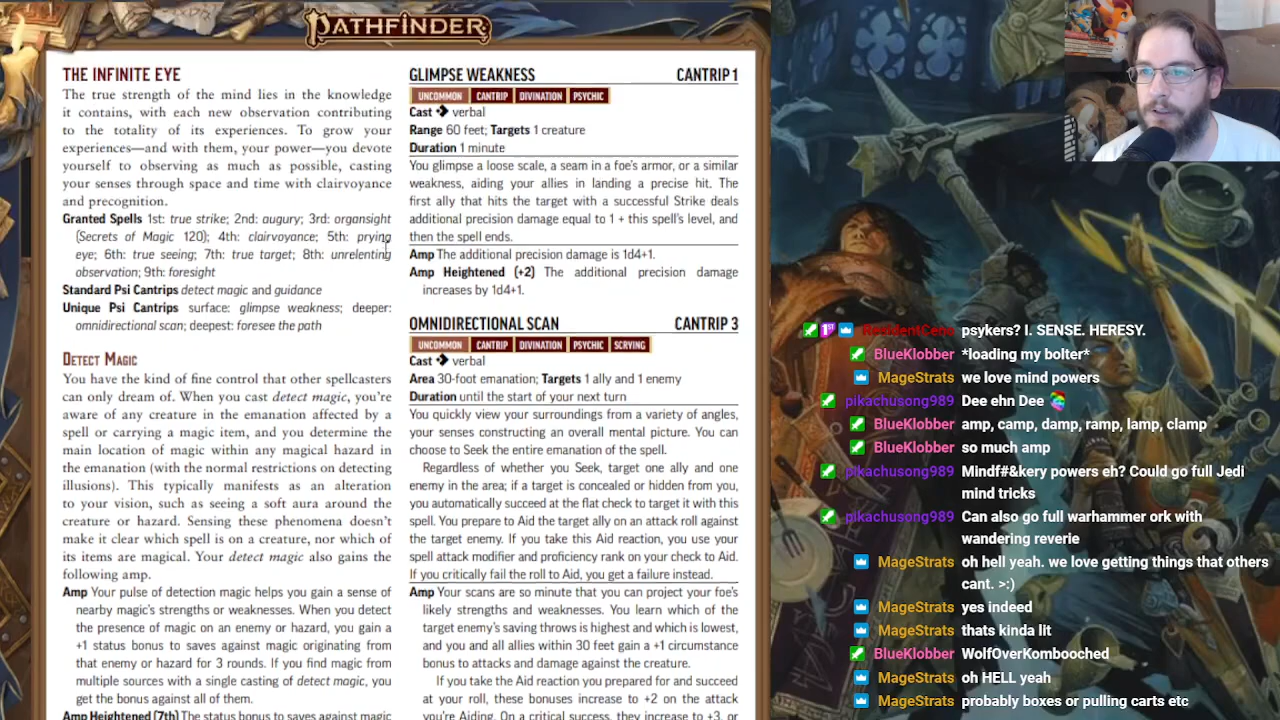 PATHFINDER
THE INFINITE EYE
The true strength of the mind lies in the knowledge
it contains, with each new observation contributing
to the totality of its experiences. To grow your
experiences—and with them, your power—you devote
yourself to observing as much as possible, casting
your senses through space and time with clairvoyance
and precognition.
Granted Spells 1st: true strike; 2nd: augury; 3rd: organsight
(Secrets of Magic 120); 4th: clairvoyance; 5th: prying
eye; 6th: true seeing; 7th: true target; 8th: unrelenting
observation; 9th: foresight
Standard Psi Cantrips detect magic and guidance
Unique Psi Cantrips surface: glimpse weakness; deeper:
omnidirectional scan; deepest: foresee the path
DETECT MAGIC
You have the kind of fine control that other spellcasters
can only dream of. When you cast detect magic, you're
aware of any creature in the emanation affected by a
spell or carrying a magic item, and you determine the
main location of magic within any magical hazard in
the emanation (with the normal restrictions on detecting
illusions). This typically manifests as an alteration
to your vision, such as seeing a soft aura around the
creature or hazard. Sensing these phenomena doesn't
make it clear which spell is on a creature, nor which of
its items are magical. Your detect magic also gains the
following amp.
Amp Your pulse of detection magic helps you gain a sense of
nearby magic's strengths or weaknesses. When you detect
the presence of magic on an enemy or hazard, you gain a
+1 status bonus to saves against magic originating from
that enemy or hazard for 3 rounds. If you find magic from
multiple sources with a single casting of detect magic, you
get the bonus against all of them.
Amp Heightened (7th) The status bonus to saves against magic
GLIMPSE WEAKNESS CANTRIP 1
UNCOMMON CANTRIP DIVINATION PSYCHIC
Cast verbal
Range 60 feet; Targets 1 creature
Duration 1 minute
You glimpse a loose scale, a seam in a foe's armor, or a similar
weakness, aiding your allies in landing a precise hit. The
first ally that hits the target with a successful Strike deals
additional precision damage equal to 1 + this spell's level, and
then the spell ends.
Amp The additional precision damage is 1d4+1.
Amp Heightened (+2) The additional precision damage
increases by 1d4+1.
OMNIDIRECTIONAL SCAN CANTRIP 3
UNCOMMON CANTRIP DIVINATION PSYCHIC SCRYING
Cast verbal
Area 30-foot emanation; Targets 1 ally and 1 enemy
Duration until the start of your next turn
You quickly view your surroundings from a variety of angles,
your senses constructing an overall mental picture. You can
choose to Seek the entire emanation of the spell.
Regardless of whether you Seek, target one ally and one
enemy in the area; if a target is concealed or hidden from you,
you automatically succeed at the flat check to target it with this
spell. You prepare to Aid the target ally on an attack roll against
the target enemy. If you take this Aid reaction, you use your
spell attack modifier and proficiency rank on your check to Aid.
If you critically fail the roll to Aid, you get a failure instead.
Amp Your scans are so minute that you can project your foe's
likely strengths and weaknesses. You learn which of the
target enemy's saving throws is highest and which is lowest,
and you and all allies within 30 feet gain a +1 circumstance
bonus to attacks and damage against the creature.
If you take the Aid reaction you prepared for and succeed
at your roll, these bonuses increase to +2 on the attack
you're Aiding. On a critical success, they increase to +3, or
1ST ResidentCeno psykers? I. SENSE. HERESY.
BlueKlobber *loading my bolter*
MageStrats we love mind powers
pikachusong989 Dee ehn Dee
BlueKlobber amp, camp, damp, ramp, lamp, clamp
BlueKlobber so much amp
pikachusong989 Mindf#&kery powers eh? Could go full Jedi
mind tricks
pikachusong989 Can also go full warhammer ork with
wandering reverie
MageStrats oh hell yeah. we love getting things that others
cant. >:)
MageStrats yes indeed
MageStrats thats kinda lit
BlueKlobber WolfOverKombooched
MageStrats oh HELL yeah
MageStrats probably boxes or pulling carts etc